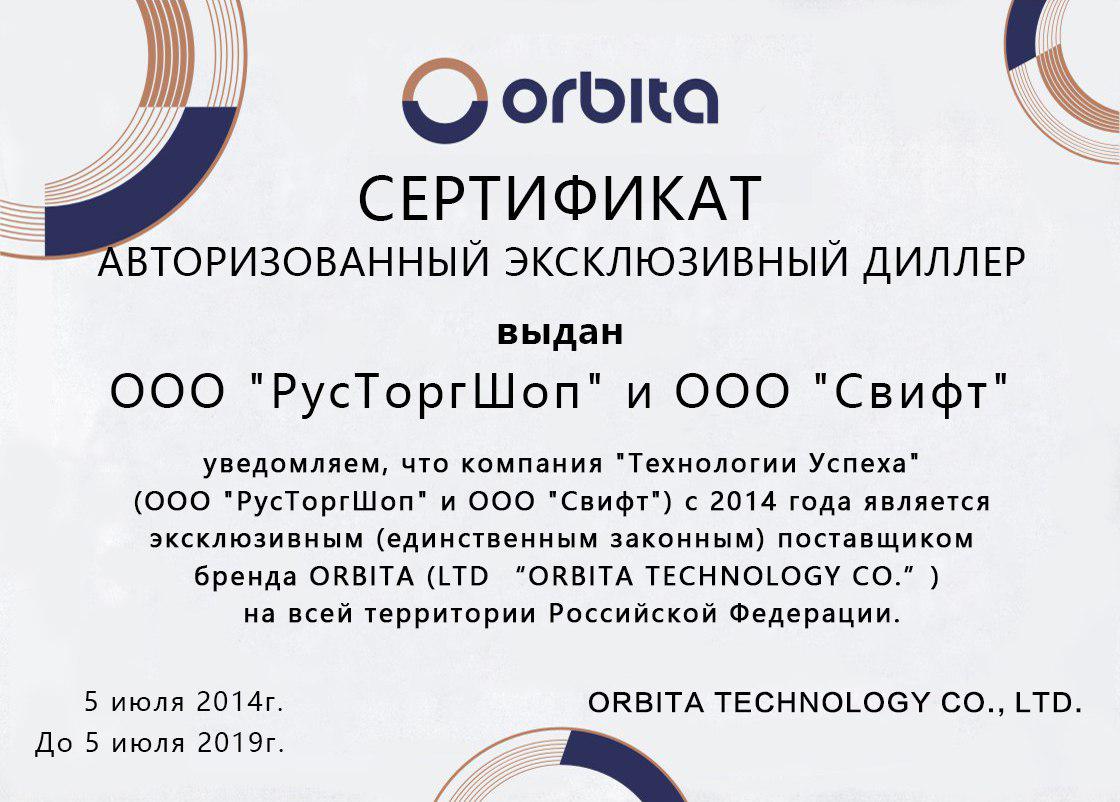 orbita
СЕРТИФИКАТ
АВТОРИЗОВАННЫЙ ЭКСКЛЮЗИВНЫЙ ДИЛЛЕР
выдан
ООО "РусТоргШоп" и ООО "Свифт"
уведомляем, что компания "Технологии Успеха"
(ООО "РусТоргШоп" и ООО "Свифт") с 2014 года является
эксклюзивным (единственным законным) поставщиком
бренда ORBITA (LTD “ORBITA TECHNOLOGY CO.” )
на всей территории Российской Федерации.
5 июля 2014г.
До 5 июля 2019г.
ORBITA TECHNOLOGY CO., LTD.